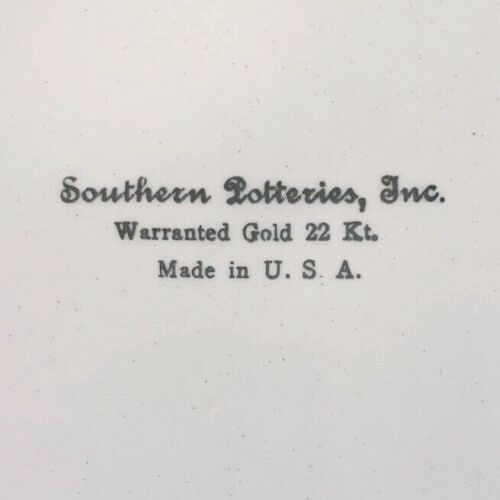 Southern Potteries, Inc.
Warranted Gold 22 Kt.
Made in U. S. A.